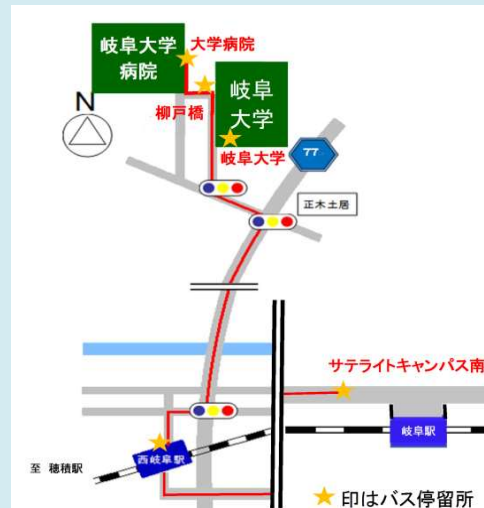 岐阜大学
病院
大学病院
柳戸橋
岐阜
大学
岐阜大学
N
77
正木土居
サテライトキャンパス南
岐阜駅
西岐阜駅
至 穂積駅
印はバス停留所